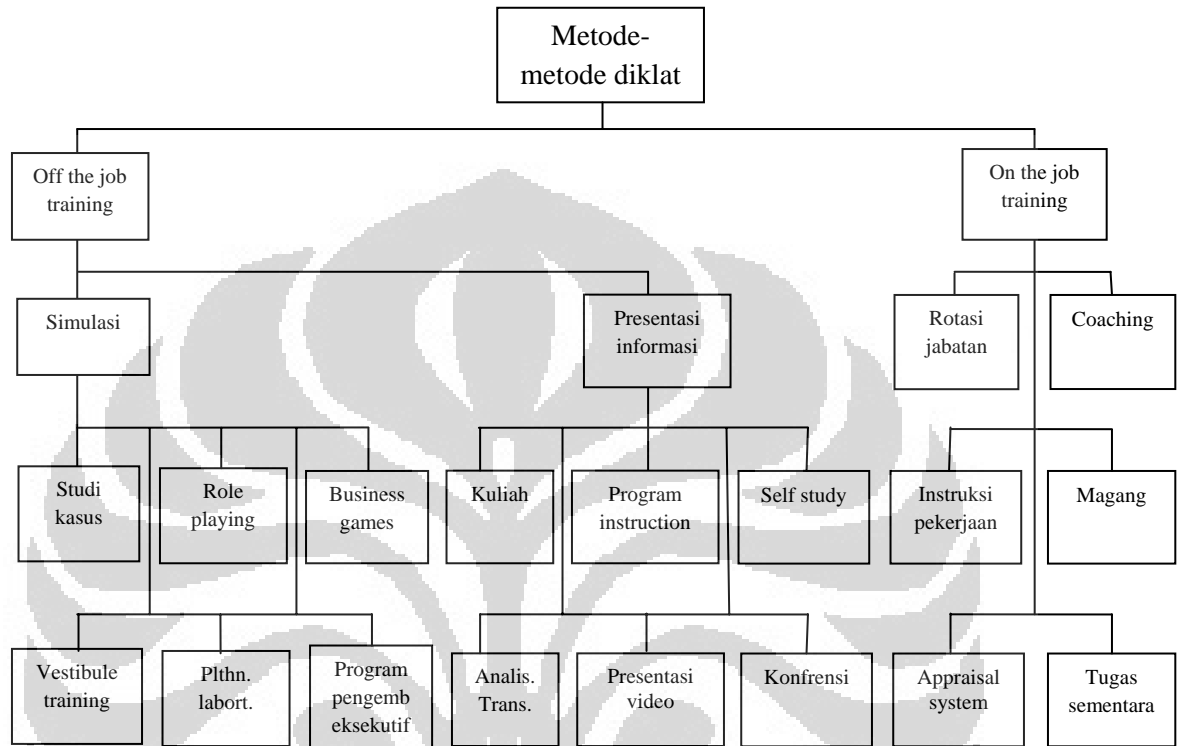 Metode-
metode diklat
Off the job
training
On the job
training
Simulasi
Presentasi
informasi
Rotasi
jabatan
Coaching
Studi
kasus
Role
playing
Business
games
Kuliah
Program
instruction
Self study
Instruksi
pekerjaan
Magang
Vestibule
training
Plthn.
labort.
Program
pengemb
eksekutif
Analis.
Trans.
Presentasi
video
Konfrensi
Appraisal
system
Tugas
sementara